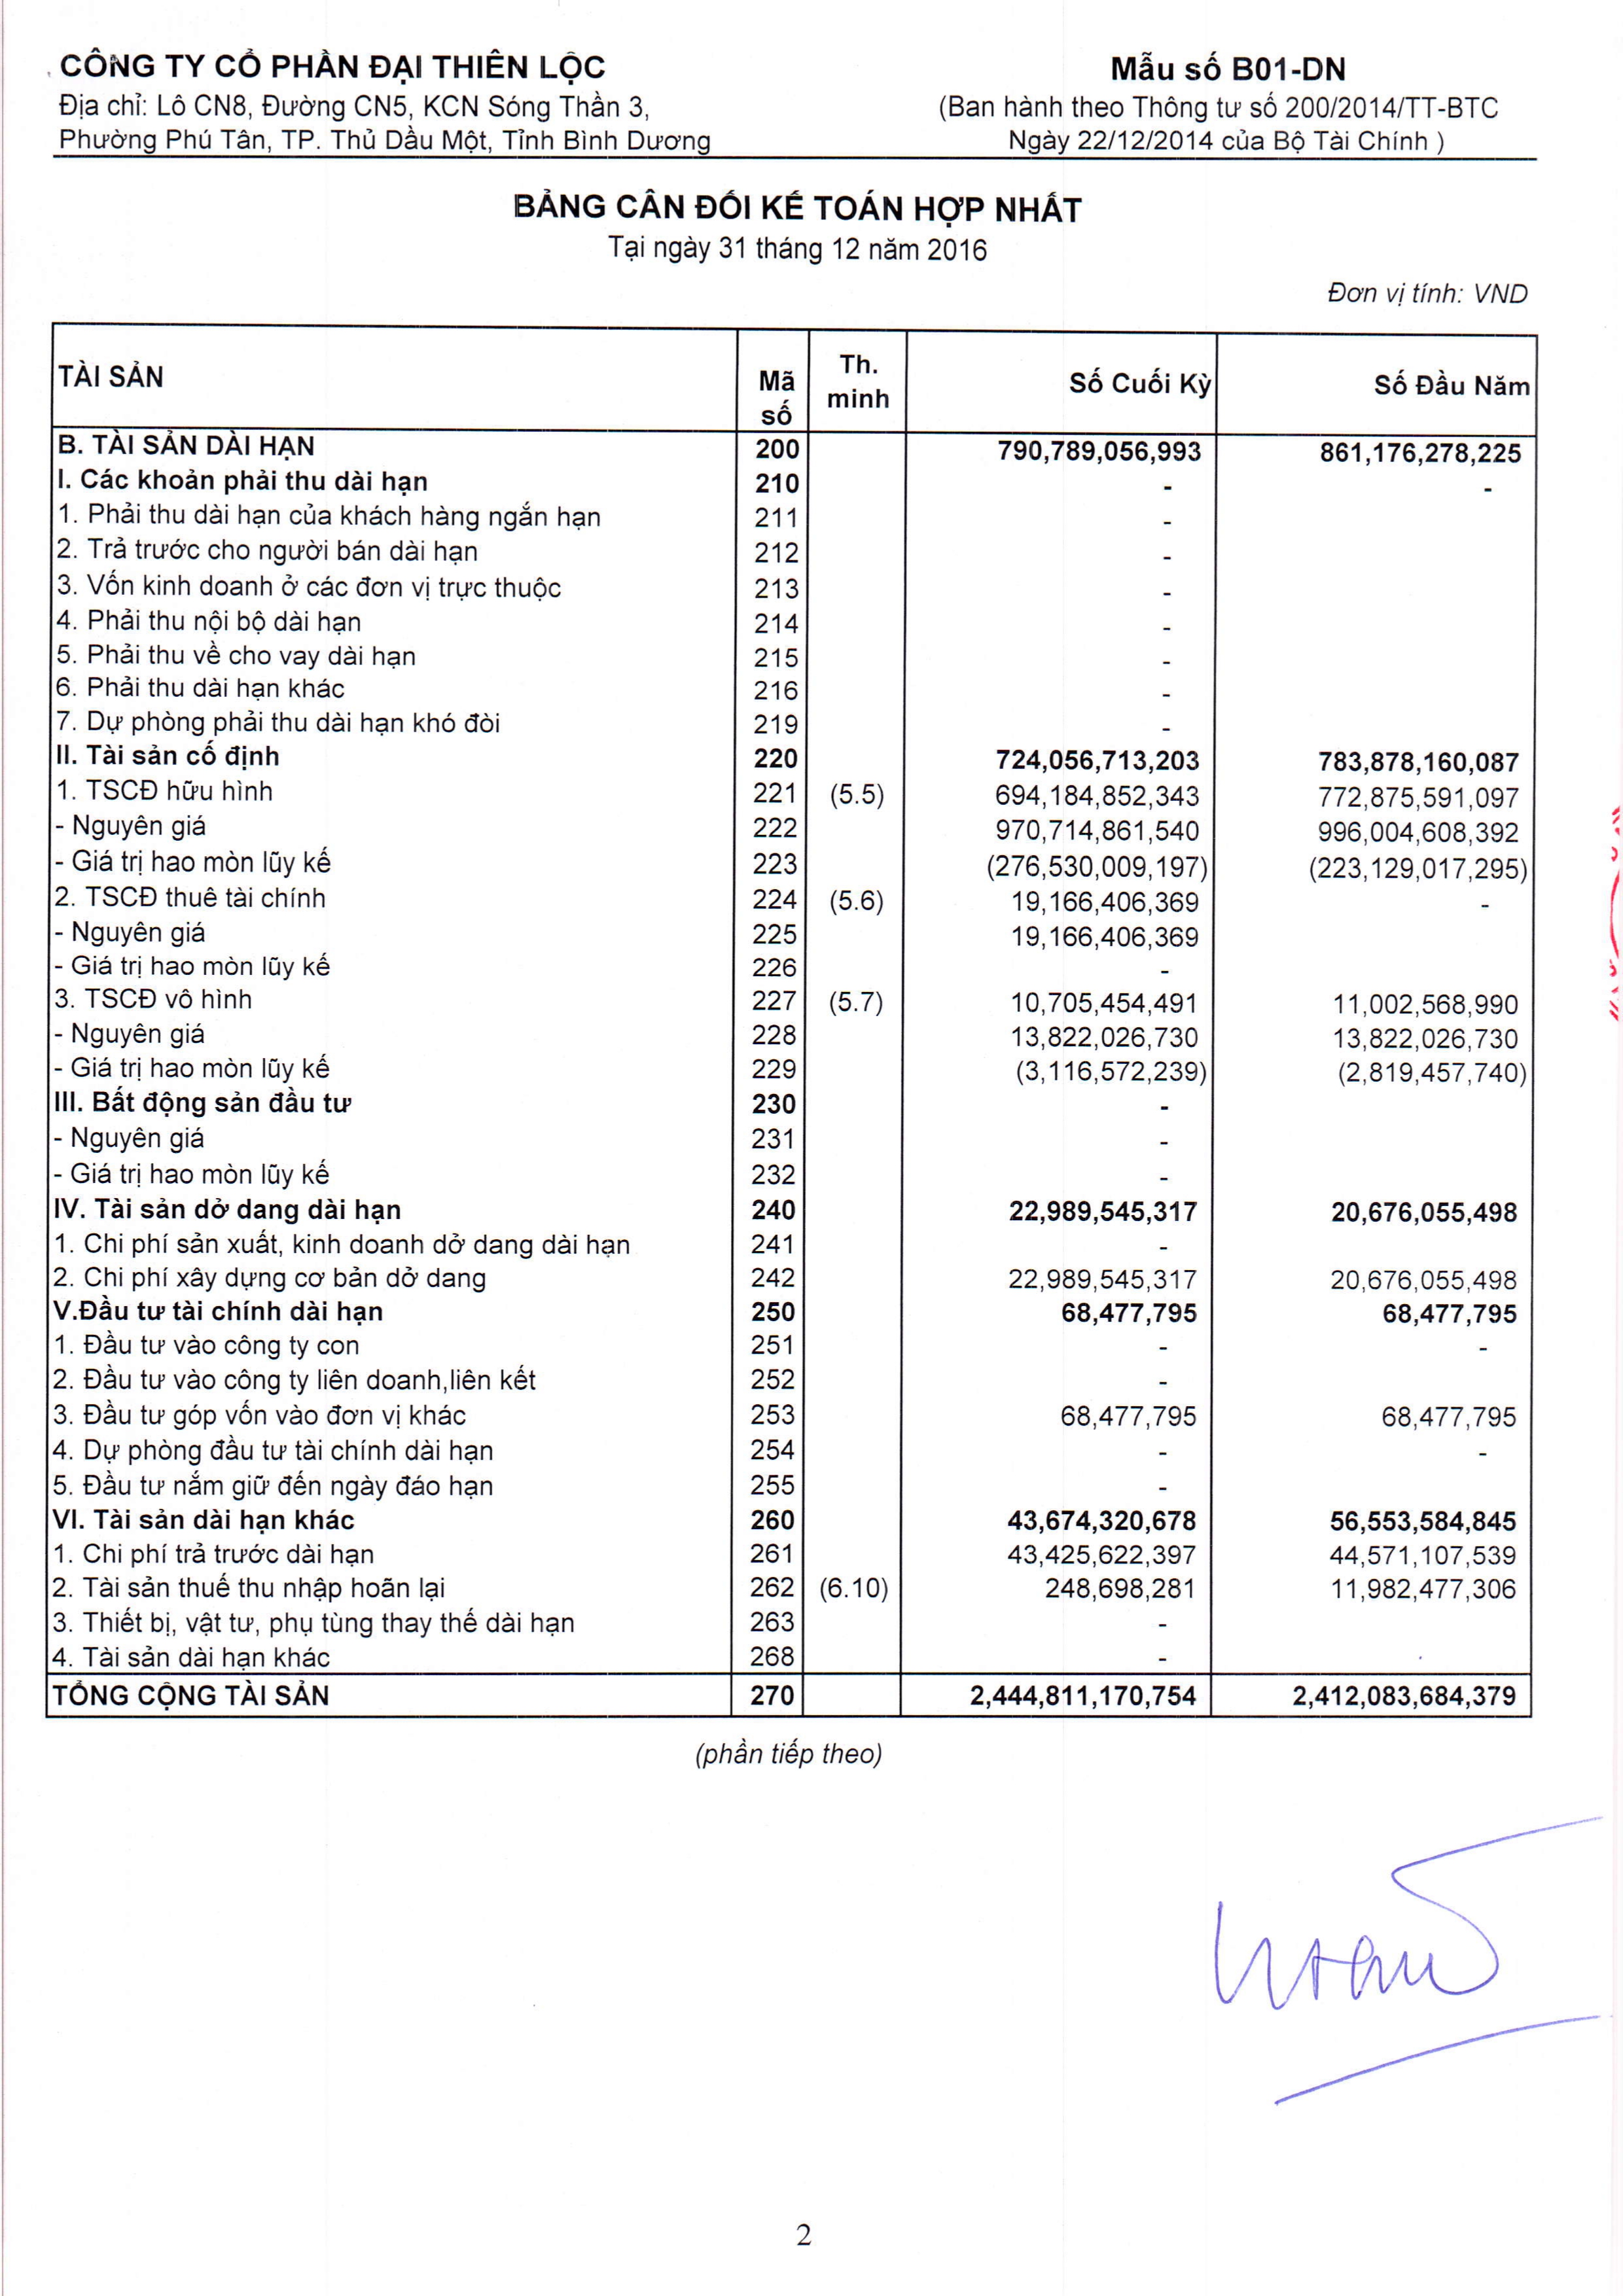 CÔNG TY CỔ PHẦN ĐẠI THIÊN LỘC
Mẫu số B01-DN
Địa chỉ: Lô CN8, Đường CN5, KCN Sóng Thần 3,
(Ban hành theo Thông tư số 200/2014/TT-BTC
Phường Phú Tân, TP. Thủ Dầu Một, Tỉnh Bình Dương
Ngày 22/12/2014 của Bộ Tài Chính )
BẢNG CÂN ĐỐI KẾ TOÁN HỢP NHẤT
Tại ngày 31 tháng 12 năm 2016
Đơn vị tính: VND
TÀI SẢN Mã số Th. minh Số Cuối Kỳ Số Đầu Năm
B. TÀI SẢN DÀI HẠN 200 790,789,056,993 861,176,278,225
I. Các khoản phải thu dài hạn 210 - -
1. Phải thu dài hạn của khách hàng ngắn hạn 211 -
2. Trả trước cho người bán dài hạn 212 -
3. Vốn kinh doanh ở các đơn vị trực thuộc 213 -
4. Phải thu nội bộ dài hạn 214 -
5. Phải thu về cho vay dài hạn 215 -
6. Phải thu dài hạn khác 216 -
7. Dự phòng phải thu dài hạn khó đòi 219 -
II. Tài sản cố định 220 724,056,713,203 783,878,160,087
1. TSCĐ hữu hình 221 (5.5) 694,184,852,343 772,875,591,097
- Nguyên giá 222 970,714,861,540 996,004,608,392
- Giá trị hao mòn lũy kế 223 (276,530,009,197) (223,129,017,295)
2. TSCĐ thuê tài chính 224 (5.6) 19,166,406,369 -
- Nguyên giá 225 19,166,406,369
- Giá trị hao mòn lũy kế 226 -
3. TSCĐ vô hình 227 (5.7) 10,705,454,491 11,002,568,990
- Nguyên giá 228 13,822,026,730 13,822,026,730
- Giá trị hao mòn lũy kế 229 (3,116,572,239) (2,819,457,740)
III. Bất động sản đầu tư 230 -
- Nguyên giá 231 -
- Giá trị hao mòn lũy kế 232 -
IV. Tài sản dở dang dài hạn 240 22,989,545,317 20,676,055,498
1. Chi phí sản xuất, kinh doanh dở dang dài hạn 241 -
2. Chi phí xây dựng cơ bản dở dang 242 22,989,545,317 20,676,055,498
V.Đầu tư tài chính dài hạn 250 68,477,795 68,477,795
1. Đầu tư vào công ty con 251 - -
2. Đầu tư vào công ty liên doanh,liên kết 252 -
3. Đầu tư góp vốn vào đơn vị khác 253 68,477,795 68,477,795
4. Dự phòng đầu tư tài chính dài hạn 254 - -
5. Đầu tư nắm giữ đến ngày đáo hạn 255 -
VI. Tài sản dài hạn khác 260 43,674,320,678 56,553,584,845
1. Chi phí trả trước dài hạn 261 43,425,622,397 44,571,107,539
2. Tài sản thuế thu nhập hoãn lại 262 (6.10) 248,698,281 11,982,477,306
3. Thiết bị, vật tư, phụ tùng thay thế dài hạn 263 -
4. Tài sản dài hạn khác 268 -
TỔNG CỘNG TÀI SẢN 270 2,444,811,170,754 2,412,083,684,379
(phần tiếp theo)
2